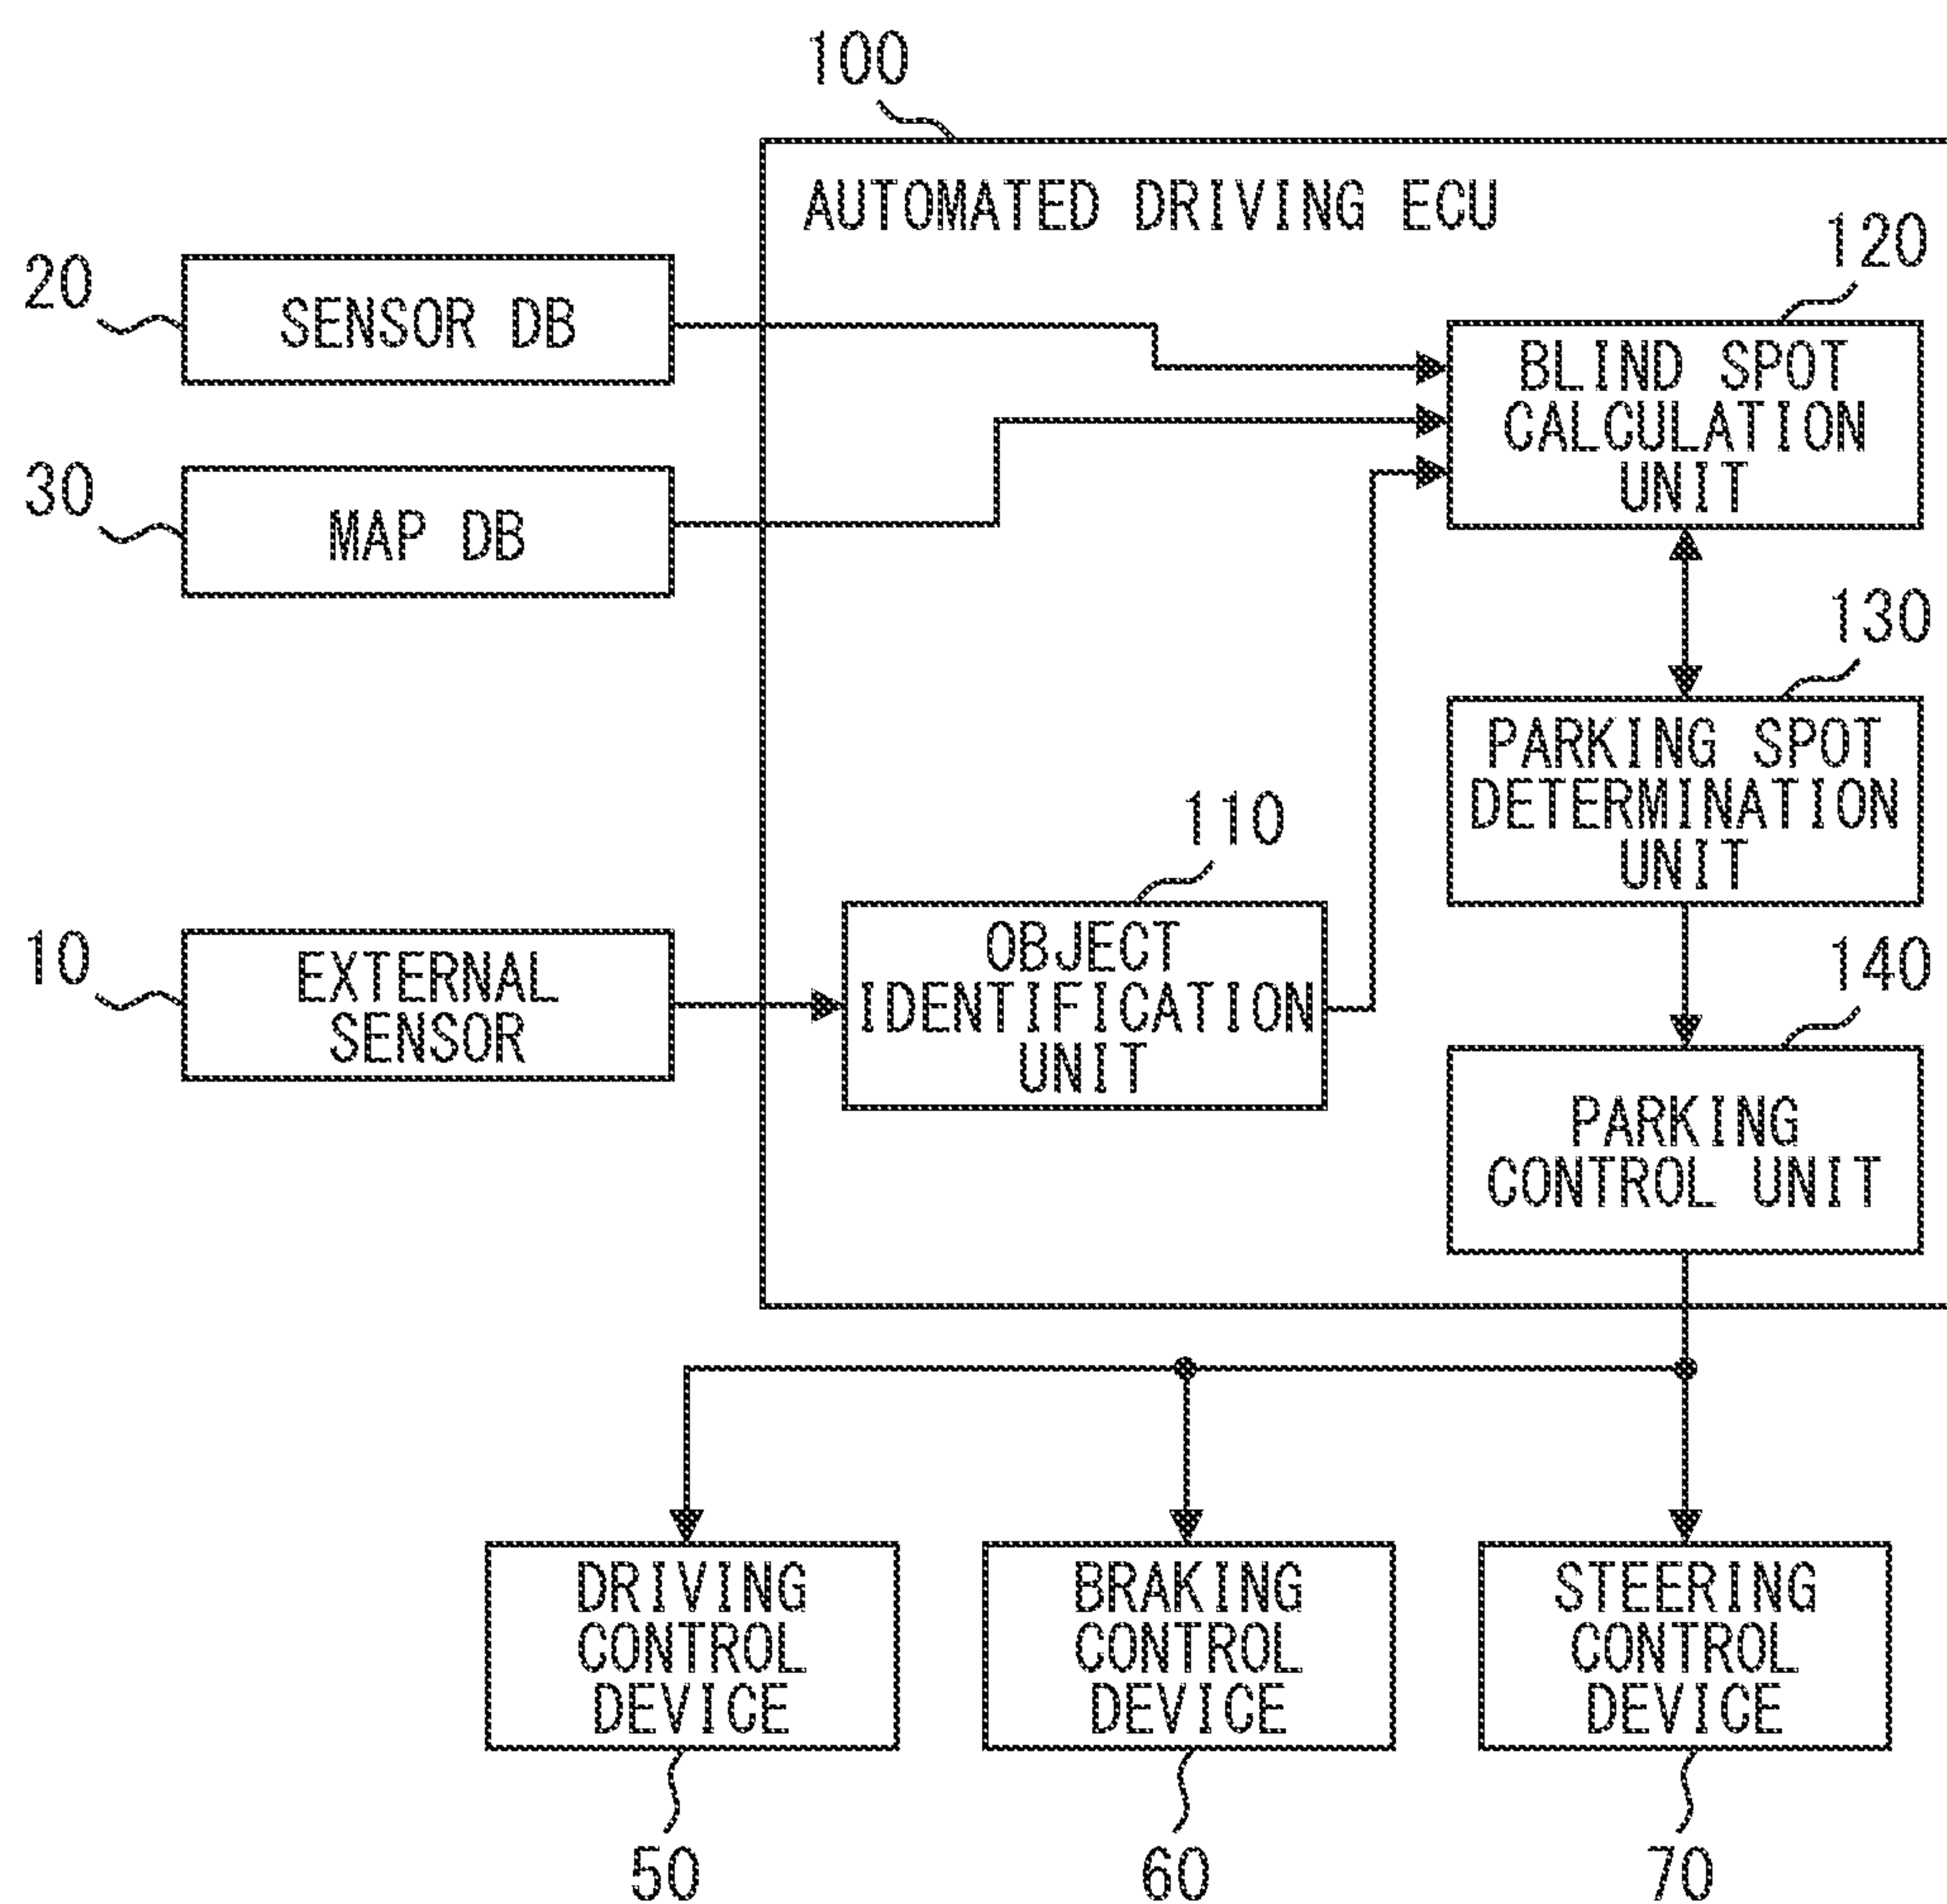 100
AUTOMATED DRIVING ECU
120
20
SENSOR DB
BLIND SPOT
CALCULATION
UNIT
30
MAP DB
130
PARKING SPOT
DETERMINATION
UNIT
110
10
EXTERNAL
SENSOR
OBJECT
IDENTIFICATION
UNIT
140
PARKING
CONTROL UNIT
DRIVING
CONTROL
DEVICE
BRAKING
CONTROL
DEVICE
STEERING
CONTROL
DEVICE
50
60
70